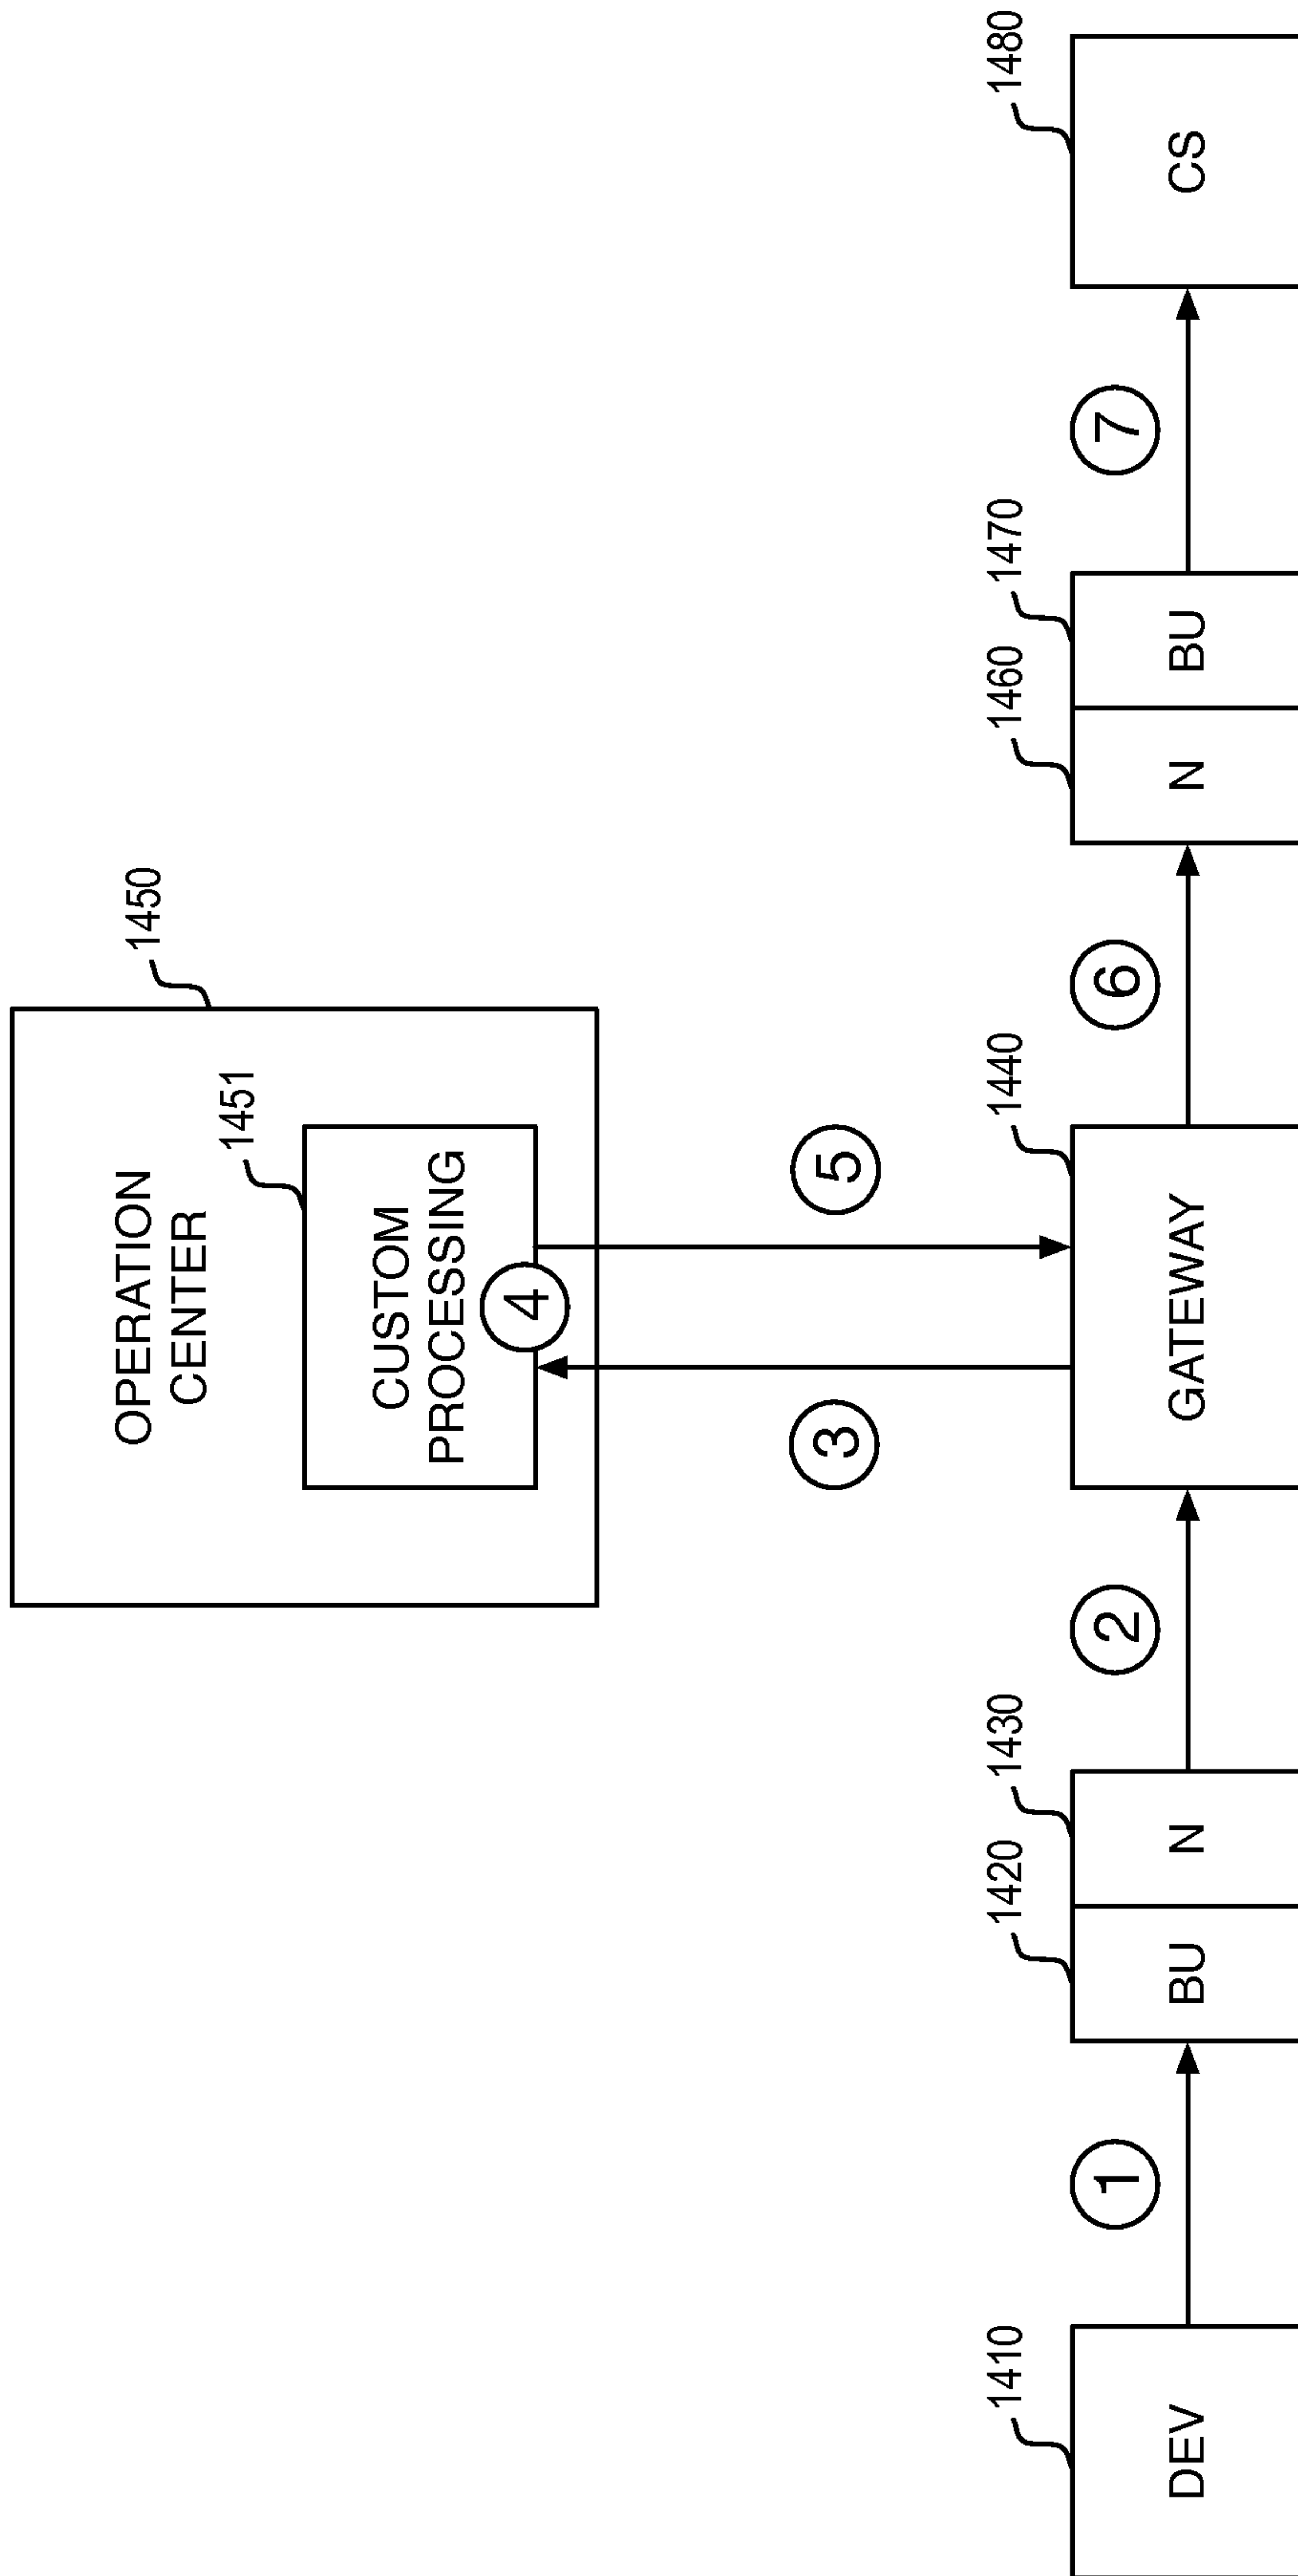 OPERATION
CENTER
1450
1451
CUSTOM
PROCESSING
4
3
5
1410
1420
1430
1440
1460
1470
1480
1
2
6
7
DEV
BU
N
GATEWAY
N
BU
CS